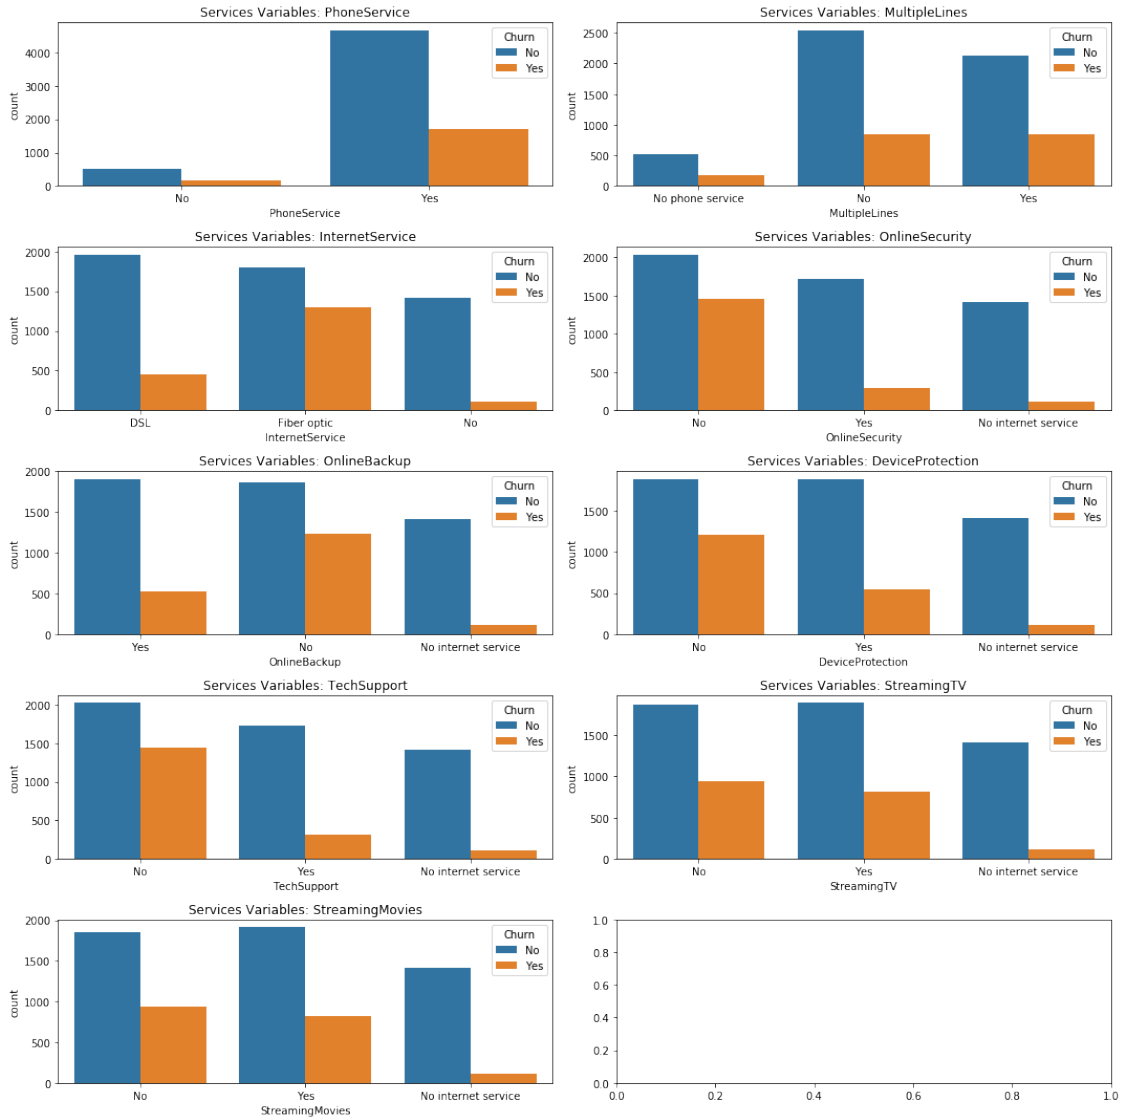 Services Variables: PhoneService
Churn
No
Yes
4000
3000
2000
1000
0
count
No
Yes
PhoneService
Services Variables: MultipleLines
Churn
No
Yes
2500
2000
1500
1000
500
0
count
No phone service
No
Yes
MultipleLines
Services Variables: InternetService
Churn
No
Yes
2000
1500
1000
500
0
count
DSL
Fiber optic
No
InternetService
Services Variables: OnlineSecurity
Churn
No
Yes
2000
1500
1000
500
0
count
No
Yes
No internet service
OnlineSecurity
Services Variables: OnlineBackup
Churn
No
Yes
2000
1500
1000
500
0
count
Yes
No
No internet service
OnlineBackup
Services Variables: DeviceProtection
Churn
No
Yes
1500
1000
500
0
count
No
Yes
No internet service
DeviceProtection
Services Variables: TechSupport
Churn
No
Yes
2000
1500
1000
500
0
count
No
Yes
No internet service
TechSupport
Services Variables: StreamingTV
Churn
No
Yes
1500
1000
500
0
count
No
Yes
No internet service
StreamingTV
Services Variables: StreamingMovies
Churn
No
Yes
2000
1500
1000
500
0
count
No
Yes
No internet service
StreamingMovies
1.0
0.8
0.6
0.4
0.2
0.0
0.0
0.2
0.4
0.6
0.8
1.0